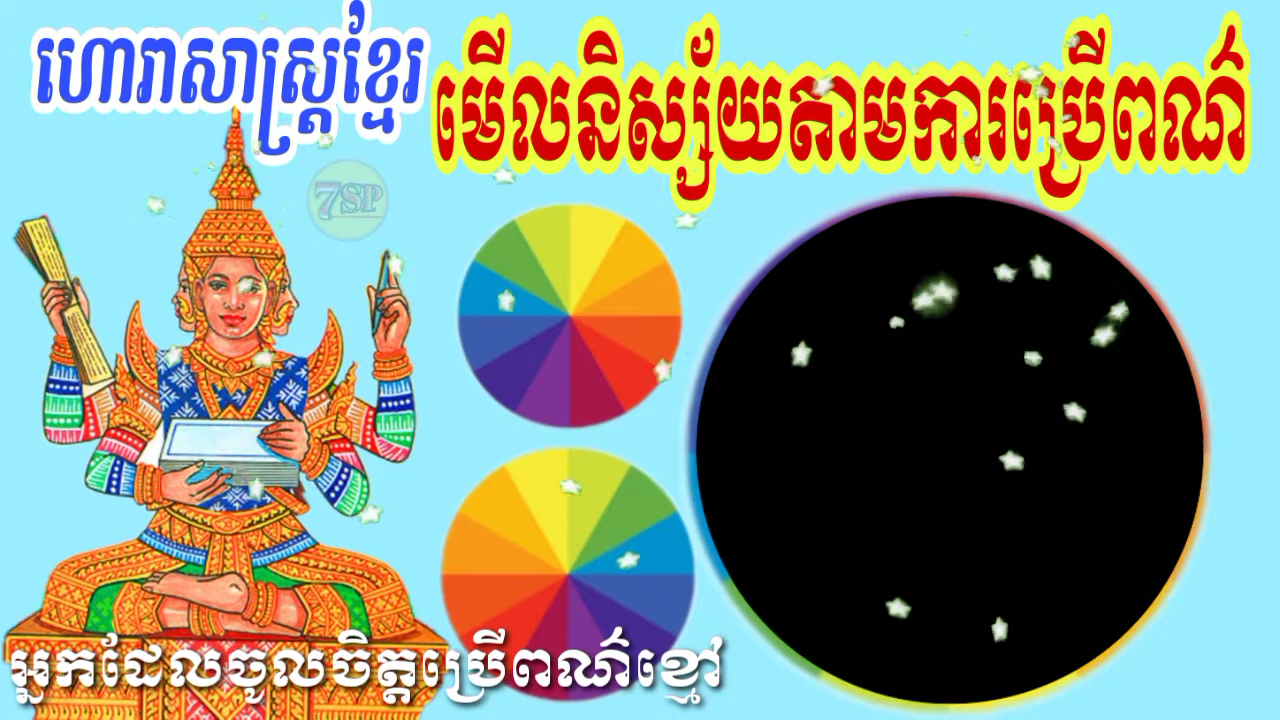 ហោរាសាស្ត្រខ្មែរ
មើលនិស្ស័យតាមការប្រើពណ៌
7SP
អ្នកដែលចូលចិត្តប្រើពណ៌ខ្មៅ